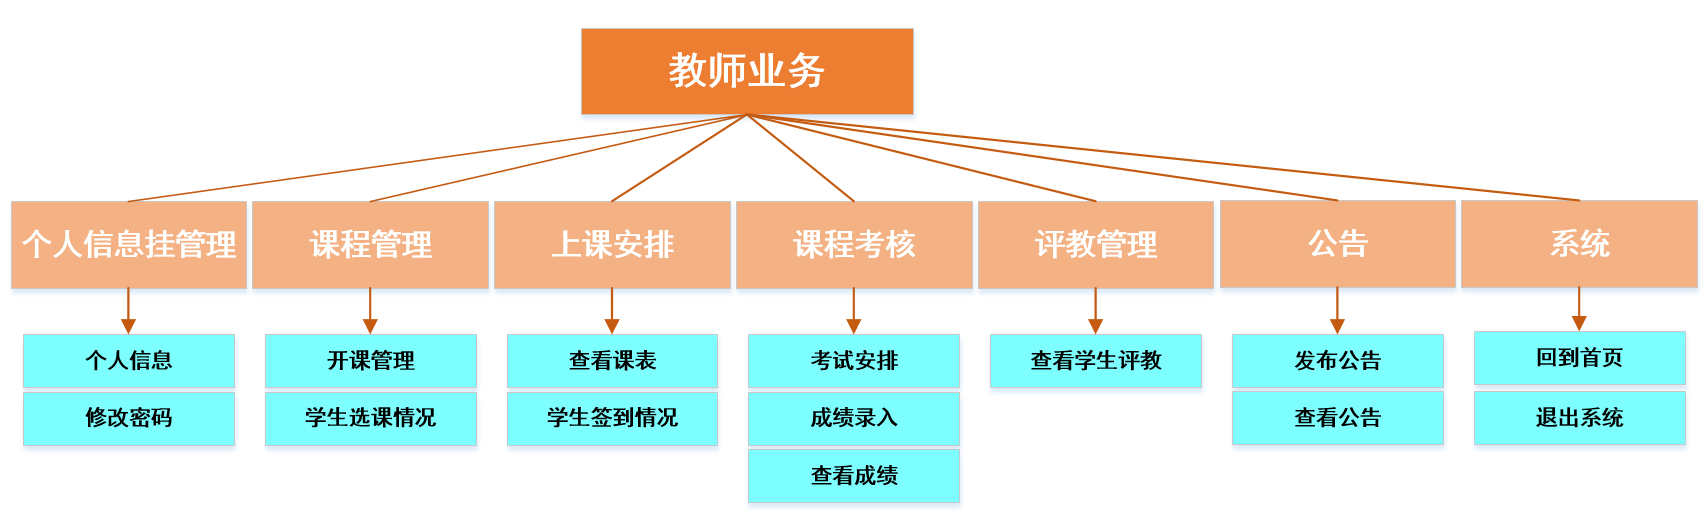 教师业务
个人信息挂管理
课程管理
上课安排
课程考核
评教管理
公告
系统
个人信息
修改密码
开课管理
学生选课情况
查看课表
学生签到情况
考试安排
成绩录入
查看成绩
查看学生评教
发布公告
查看公告
回到首页
退出系统